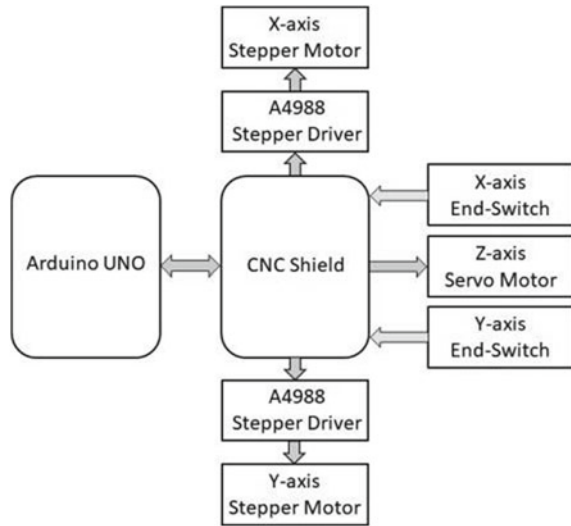 X-axis
Stepper Motor
A4988
Stepper Driver
Arduino UNO
CNC Shield
X-axis
End-Switch
Z-axis
Servo Motor
Y-axis
End-Switch
A4988
Stepper Driver
Y-axis
Stepper Motor